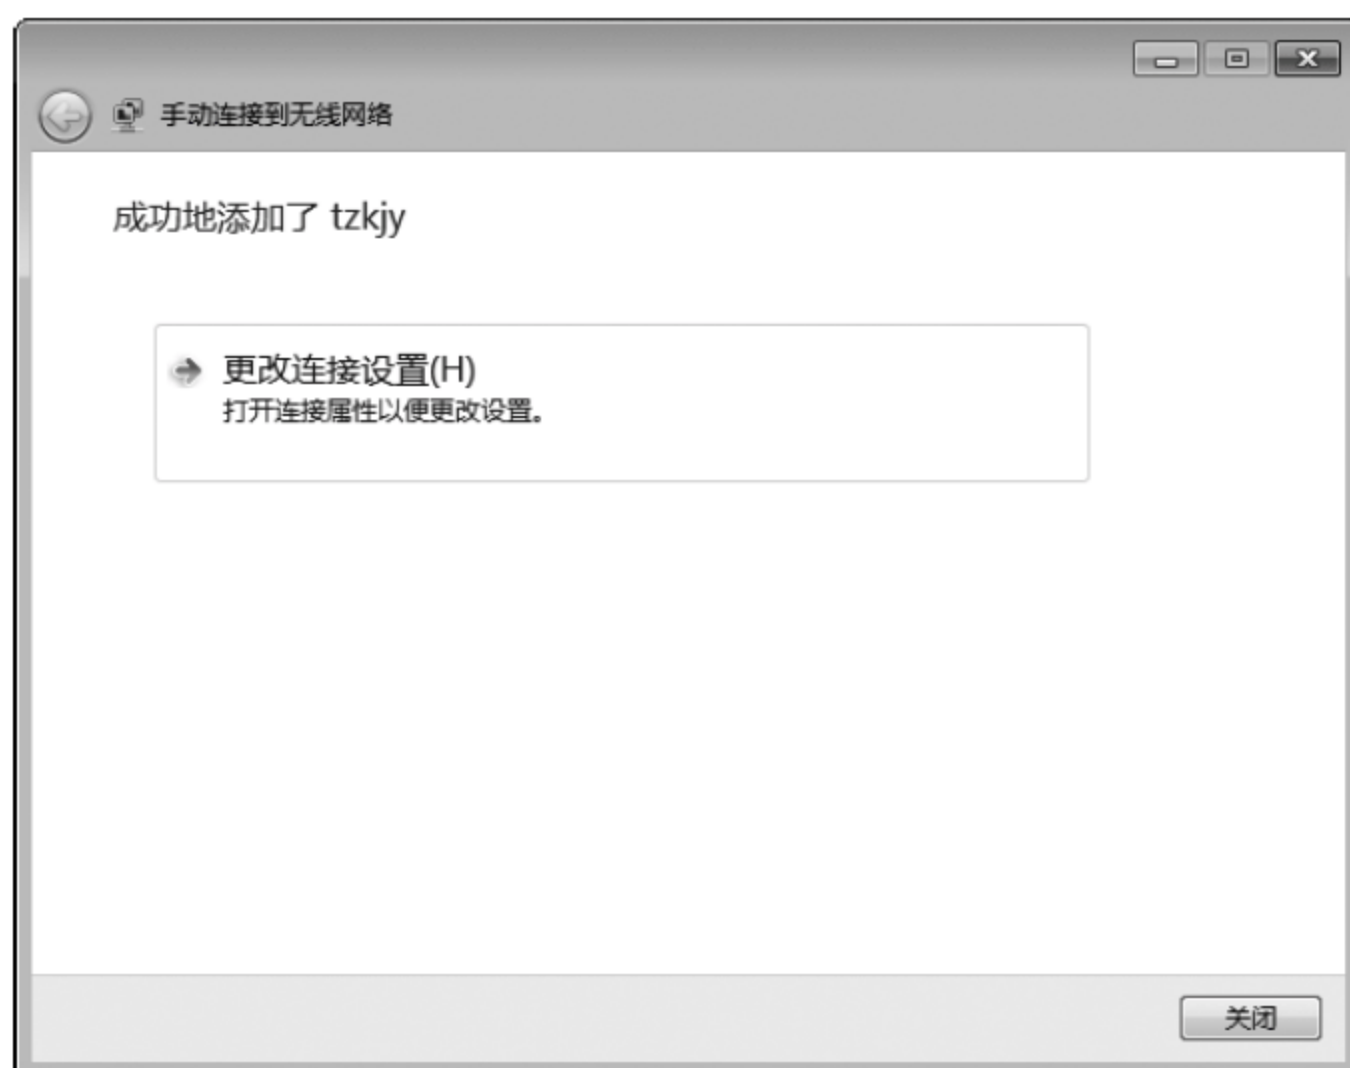 手动连接到无线网络
成功地添加了 tzkjy
更改连接设置(H)
打开连接属性以便更改设置。
关闭